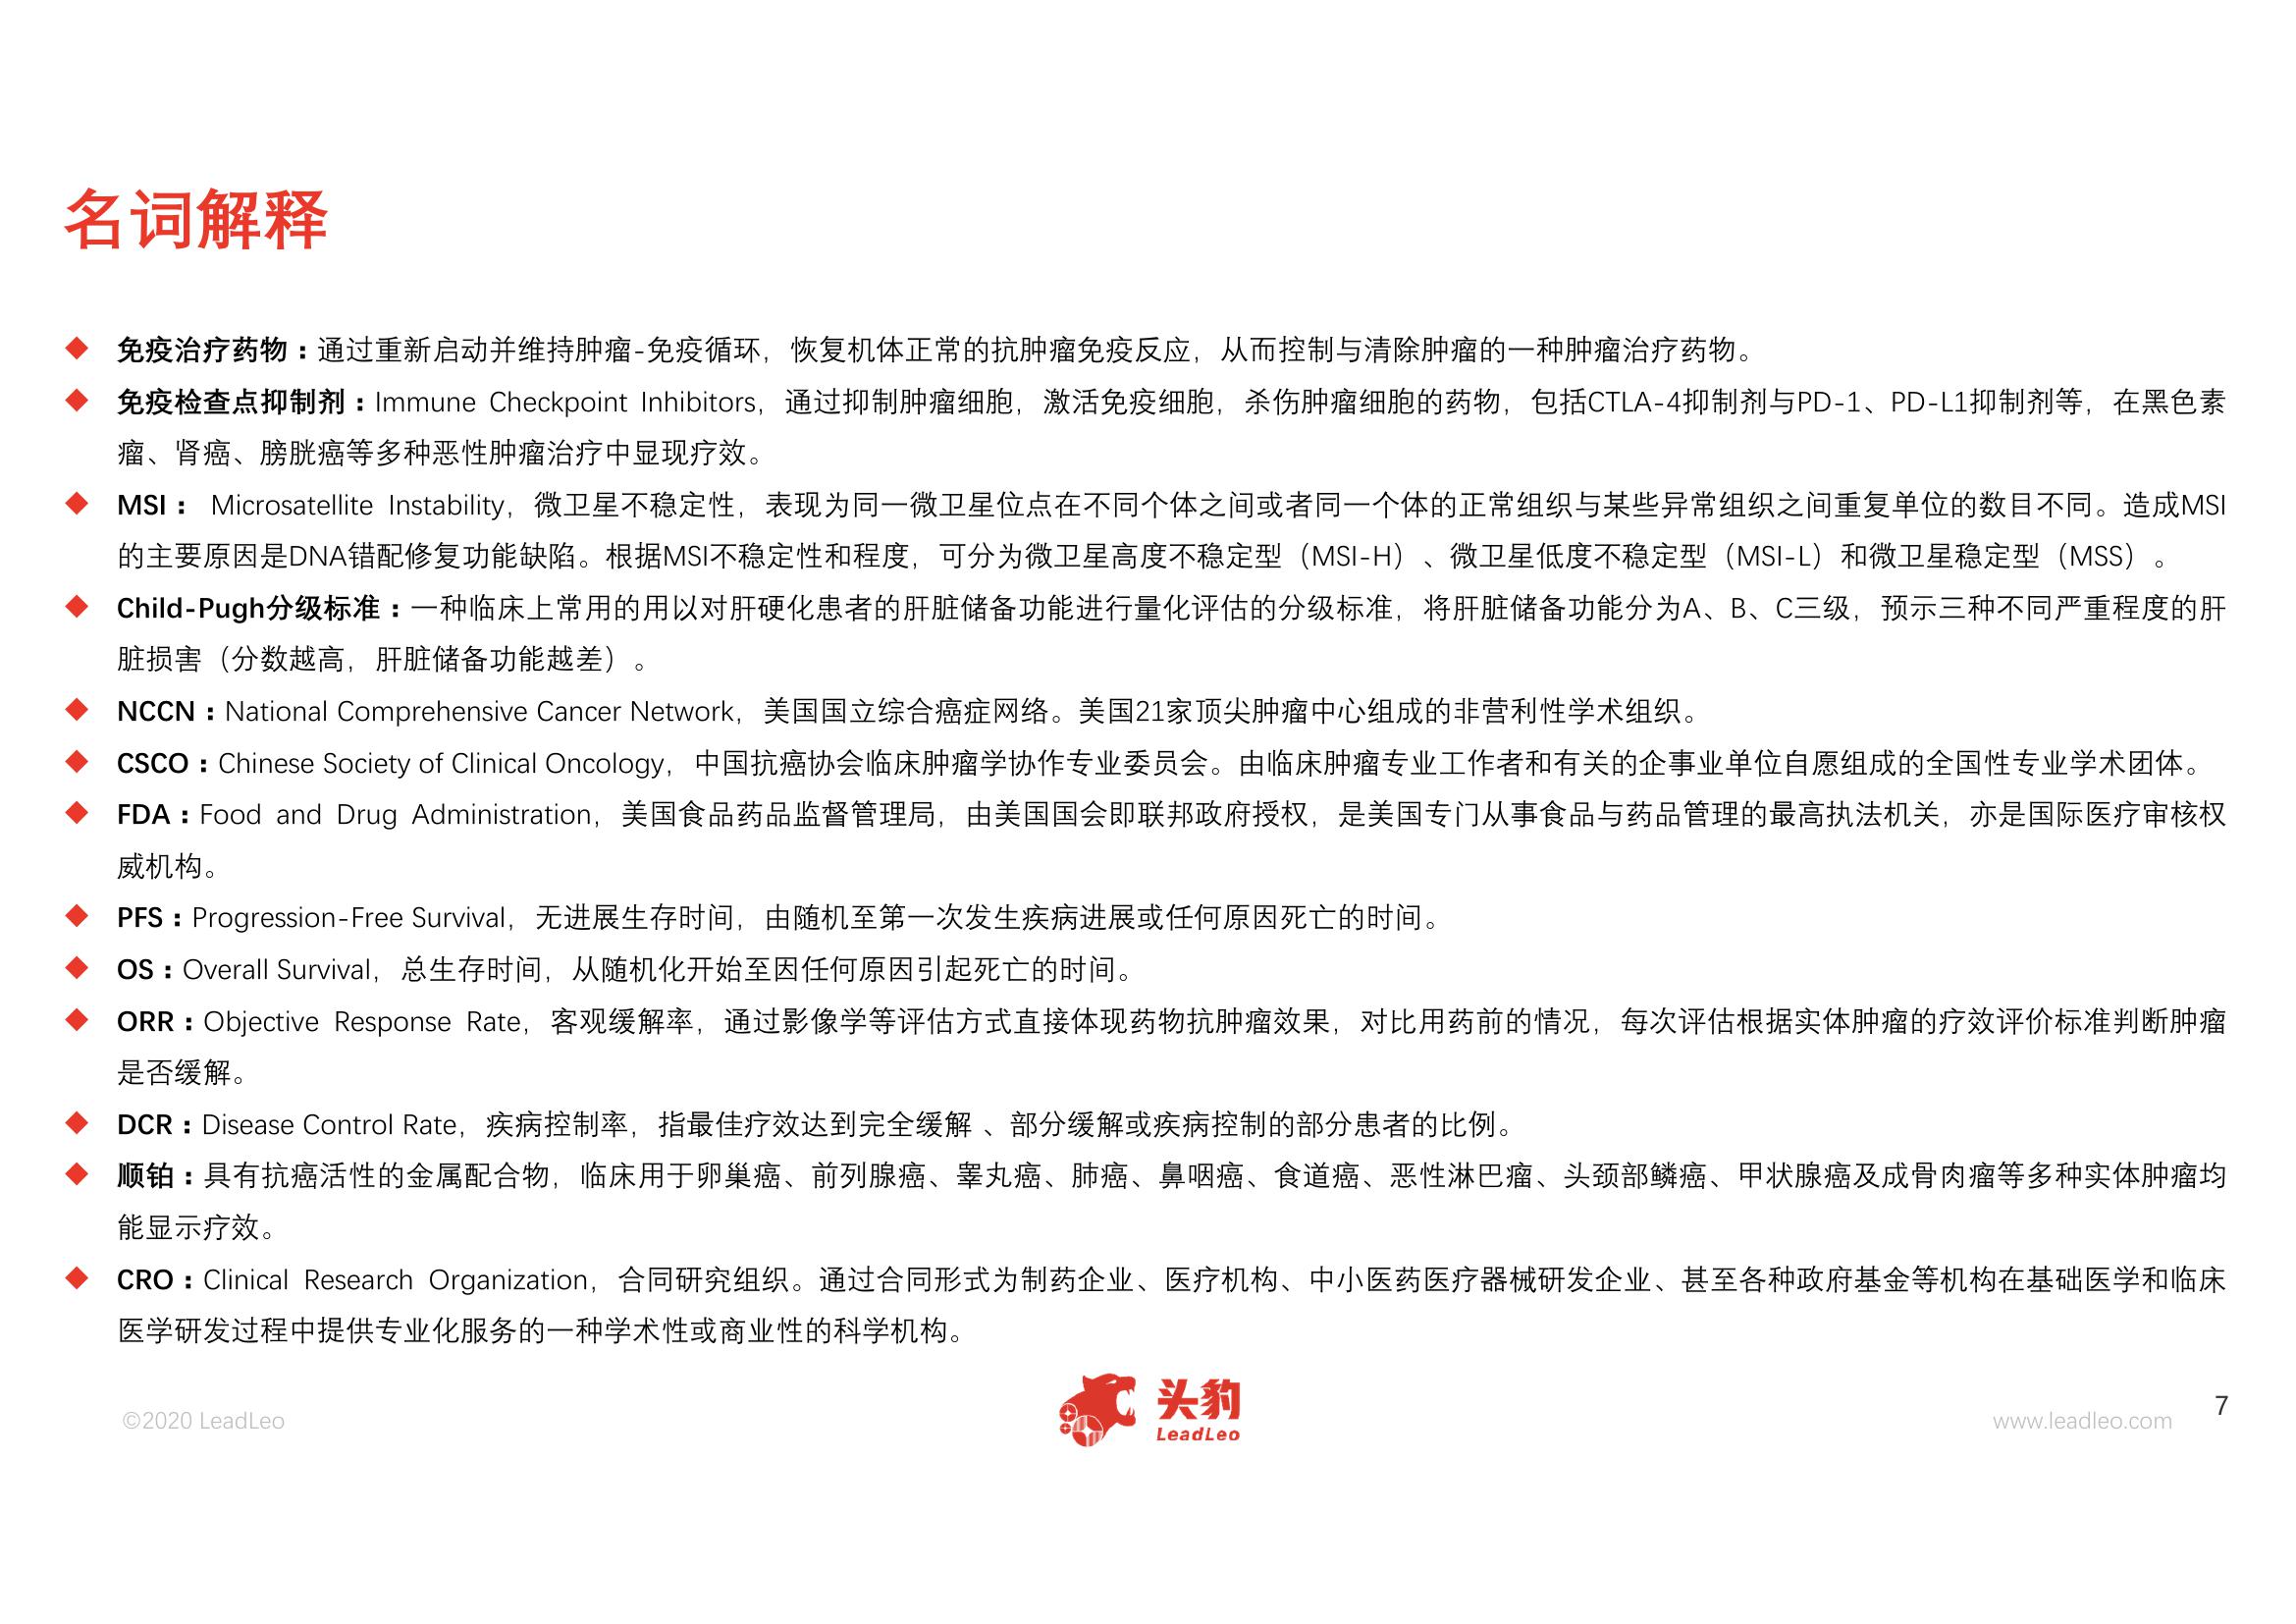 名词解释
◆ 免疫治疗药物：通过重新启动并维持肿瘤-免疫循环，恢复机体正常的抗肿瘤免疫反应，从而控制与清除肿瘤的一种肿瘤治疗药物。
◆ 免疫检查点抑制剂：Immune Checkpoint Inhibitors，通过抑制肿瘤细胞，激活免疫细胞，杀伤肿瘤细胞的药物，包括CTLA-4抑制剂与PD-1、PD-L1抑制剂等，在黑色素
瘤、肾癌、膀胱癌等多种恶性肿瘤治疗中显现疗效。
◆ MSI： Microsatellite Instability，微卫星不稳定性，表现为同一微卫星位点在不同个体之间或者同一个体的正常组织与某些异常组织之间重复单位的数目不同。造成MSI
的主要原因是DNA错配修复功能缺陷。根据MSI不稳定性和程度，可分为微卫星高度不稳定型（MSI-H）、微卫星低度不稳定型（MSI-L）和微卫星稳定型（MSS）。
◆ Child-Pugh分级标准：一种临床上常用的用以对肝硬化患者的肝脏储备功能进行量化评估的分级标准，将肝脏储备功能分为A、B、C三级，预示三种不同严重程度的肝
脏损害（分数越高，肝脏储备功能越差）。
◆ NCCN：National Comprehensive Cancer Network，美国国立综合癌症网络。美国21家顶尖肿瘤中心组成的非营利性学术组织。
◆ CSCO：Chinese Society of Clinical Oncology，中国抗癌协会临床肿瘤学协作专业委员会。由临床肿瘤专业工作者和有关的企事业单位自愿组成的全国性专业学术团体。
◆ FDA：Food and Drug Administration，美国食品药品监督管理局，由美国国会即联邦政府授权，是美国专门从事食品与药品管理的最高执法机关，亦是国际医疗审核权
威机构。
◆ PFS：Progression-Free Survival，无进展生存时间，由随机至第一次发生疾病进展或任何原因死亡的时间。
◆ OS：Overall Survival，总生存时间，从随机化开始至因任何原因引起死亡的时间。
◆ ORR：Objective Response Rate，客观缓解率，通过影像学等评估方式直接体现药物抗肿瘤效果，对比用药前的情况，每次评估根据实体肿瘤的疗效评价标准判断肿瘤
是否缓解。
◆ DCR：Disease Control Rate，疾病控制率，指最佳疗效达到完全缓解 、部分缓解或疾病控制的部分患者的比例。
◆ 顺铂：具有抗癌活性的金属配合物，临床用于卵巢癌、前列腺癌、睾丸癌、肺癌、鼻咽癌、食道癌、恶性淋巴瘤、头颈部鳞癌、甲状腺癌及成骨肉瘤等多种实体肿瘤均
能显示疗效。
◆ CRO：Clinical Research Organization，合同研究组织。通过合同形式为制药企业、医疗机构、中小医药医疗器械研发企业、甚至各种政府基金等机构在基础医学和临床
医学研发过程中提供专业化服务的一种学术性或商业性的科学机构。
©2020 LeadLeo
头豹
LeadLeo
www.leadleo.com
7